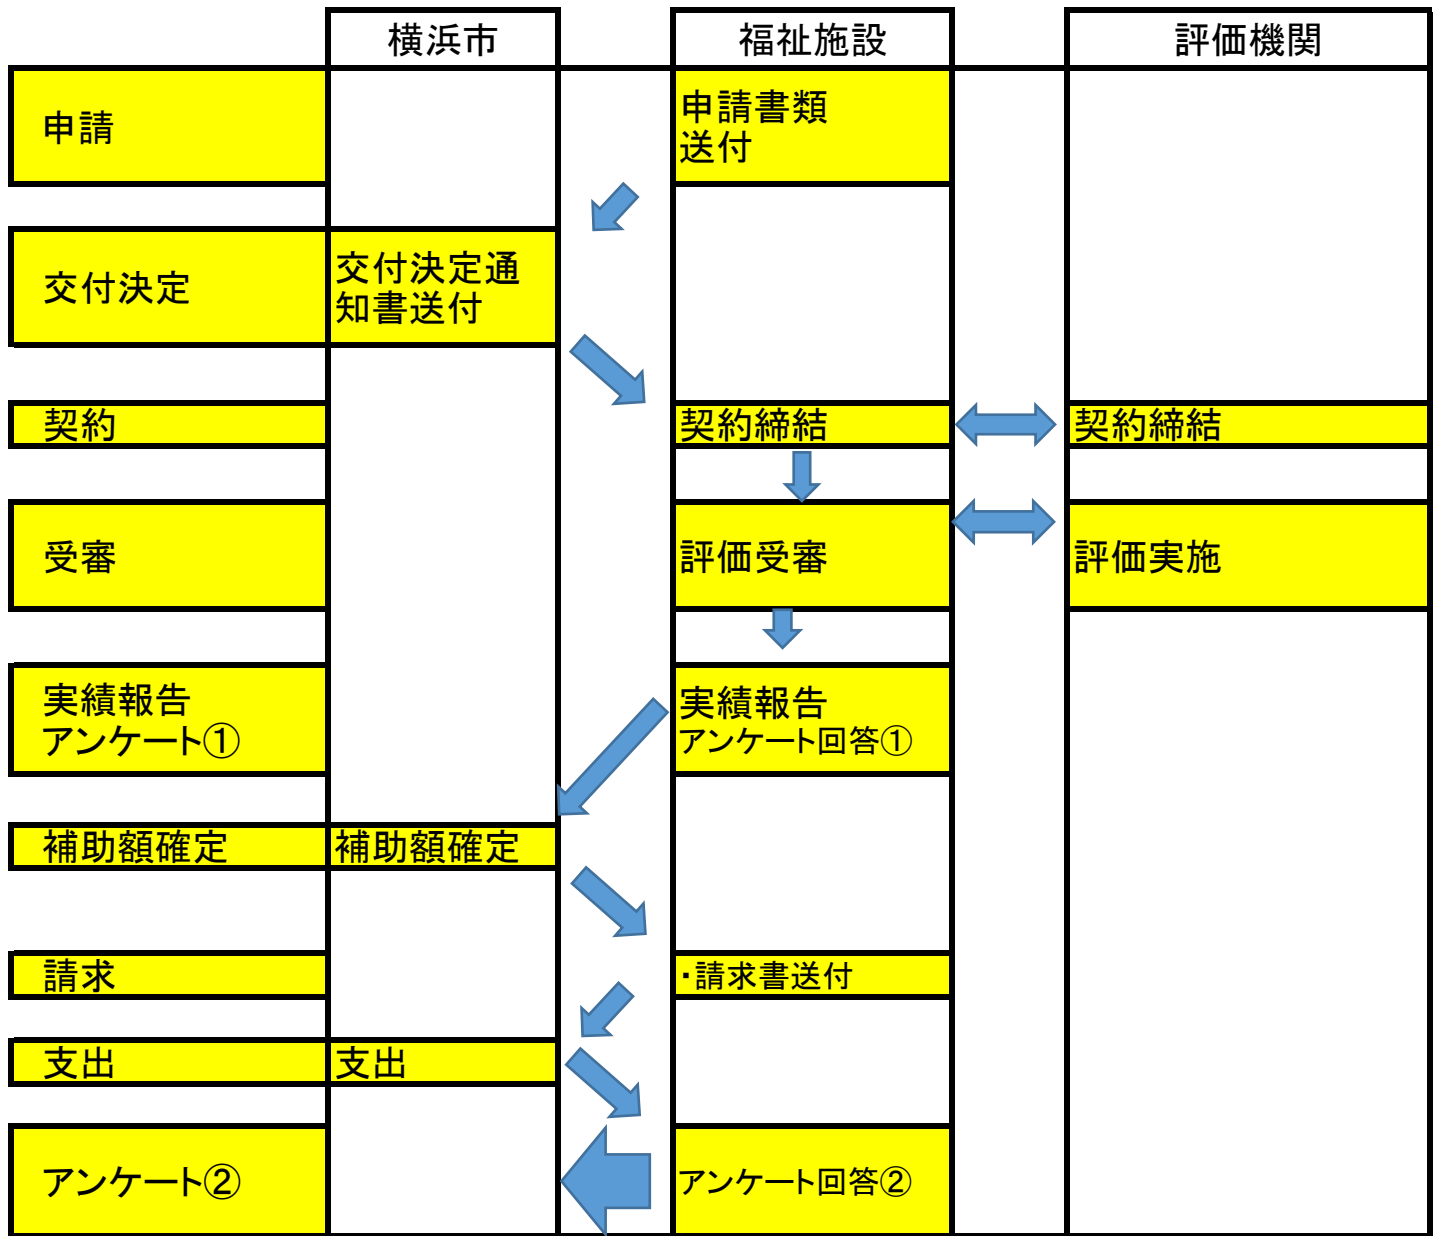 横浜市
福祉施設
評価機関
申請
申請書類
送付
交付決定
交付決定通
知書送付
契約
契約締結
契約締結
受審
評価受審
評価実施
実績報告
アンケート①
実績報告
アンケート回答①
補助額確定
補助額確定
請求
・請求書送付
支出
支出
アンケート②
アンケート回答②